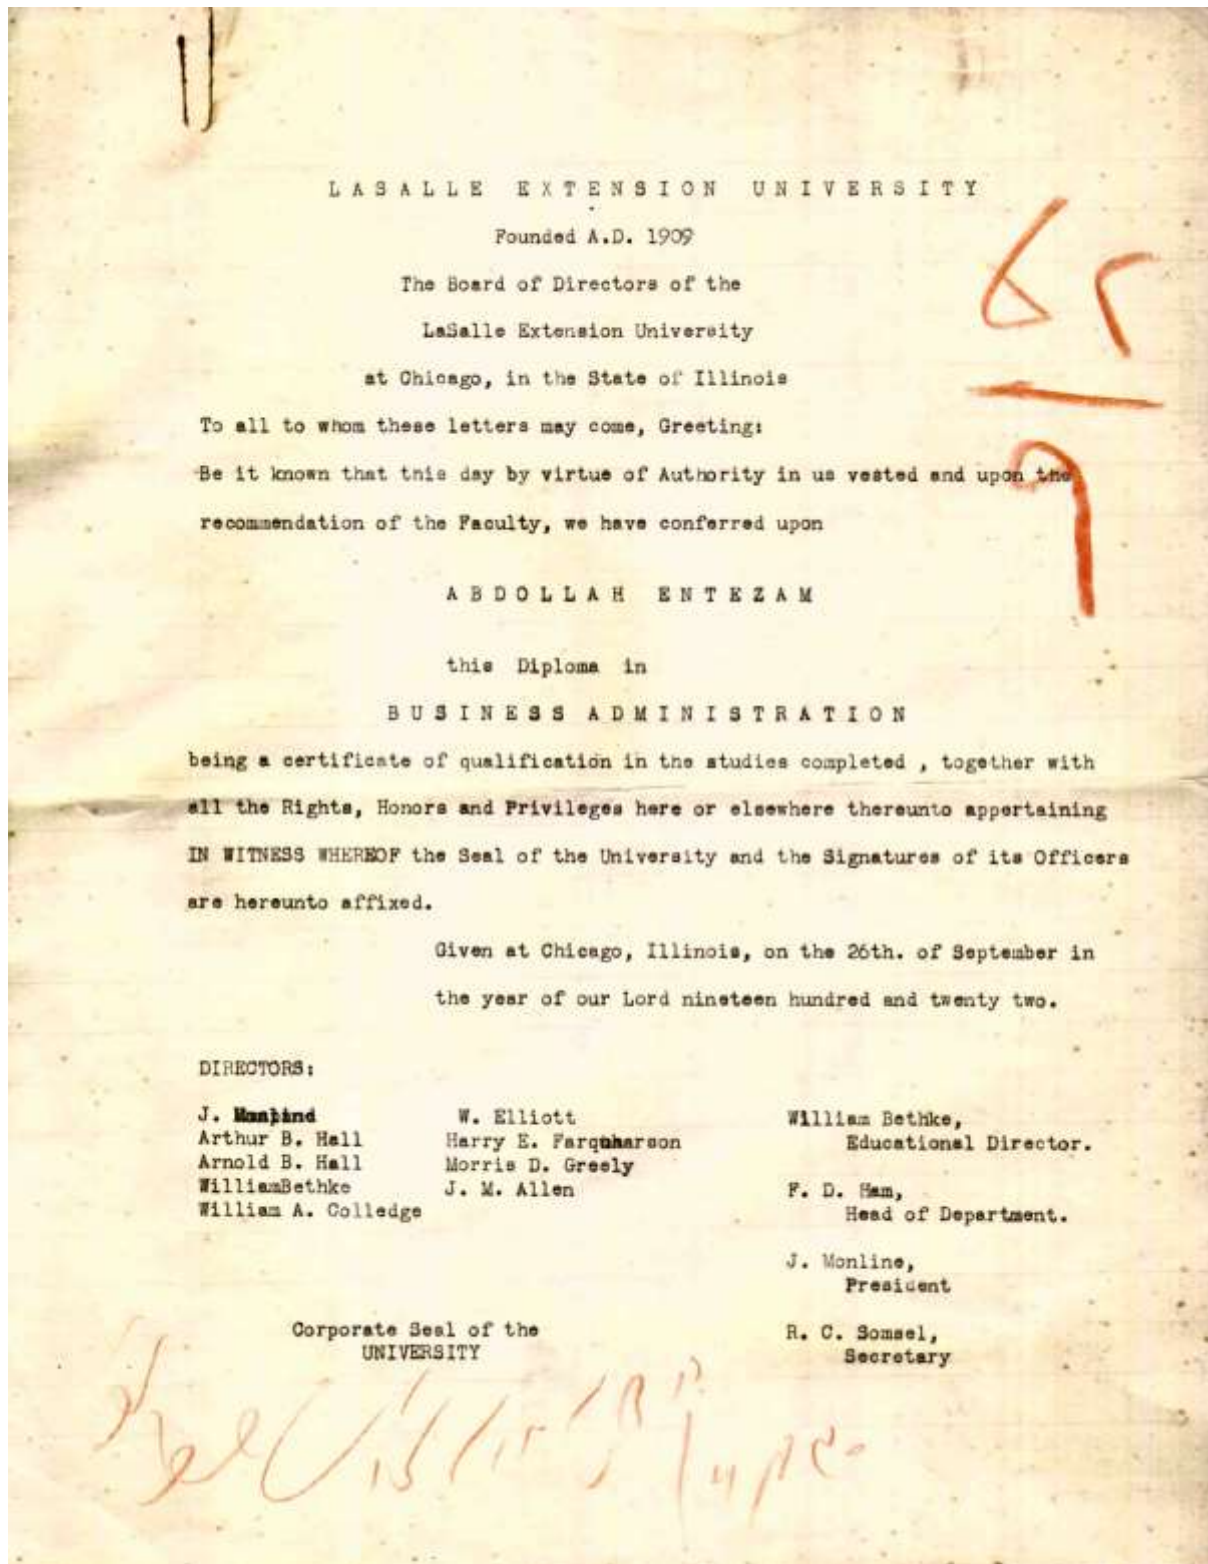 LASALLE EXTENSION UNIVERSITY
Founded A.D. 1909
The Board of Directors of the
LaSalle Extension University
at Chicago, in the State of Illinois
To all to whom these letters may come, Greeting:
Be it known that tnis day by virtue of Authority in us vested and upon the
recommendation of the Faculty, we have conferred upon
ABDOLLAH ENTEZAM
this Diploma in
BUSINESS ADMINISTRATION
being a certificate of qualification in the studies completed , together with
all the Rights, Honors and Privileges here or elsewhere thereunto appertaining
IN WITNESS WHEREOF the Seal of the University and the Signatures of its Officers
are hereunto affixed.
Given at Chicago, Illinois, on the 26th. of September in
the year of our Lord nineteen hundred and twenty two.
DIRECTORS:
J.
Arthur B. Hall
Arnold B. Hall
WilliamBethke
William A. Colledge
W. Elliott
Harry E. Farquharson
Morris D. Greely
J. M. Allen
William Bethke,
Educational Director.
F. D. Ham,
Head of Department.
J. Monline,
President
R. C. Somsel,
Secretary
Corporate Seal of the
UNIVERSITY